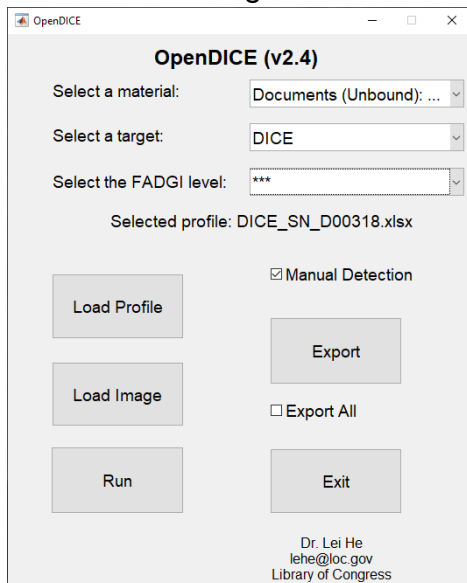 OpenDICE
OpenDICE (v2.4)
Select a material: Documents (Unbound): ...
Select a target: DICE
Select the FADGI level: ***
Selected profile: DICE_SN_D00318.xlsx
Manual Detection
Load Profile
Export
Load Image
Export All
Run
Exit
Dr. Lei He
lehe@loc.gov
Library of Congress